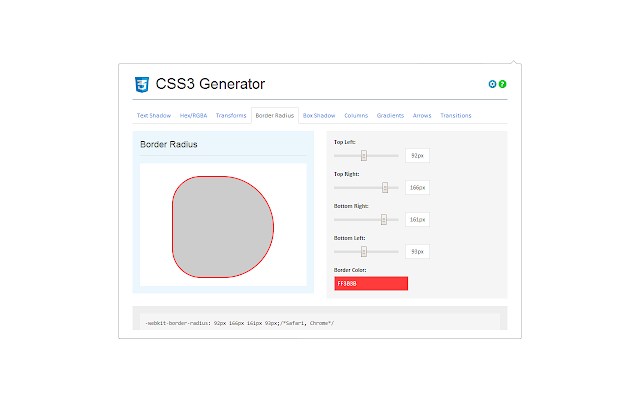 CSS3 Generator
Text Shadow Hex/RGBA Transforms Border Radius Box Shadow Columns Gradients Arrows Transitions
Border Radius
Top Left:
92px
Top Right:
166px
Bottom Right:
161px
Bottom Left:
93px
Border Color:
FF303B
-webkit-border-radius: 92px 166px 161px 93px;/*Safari, Chrome*/